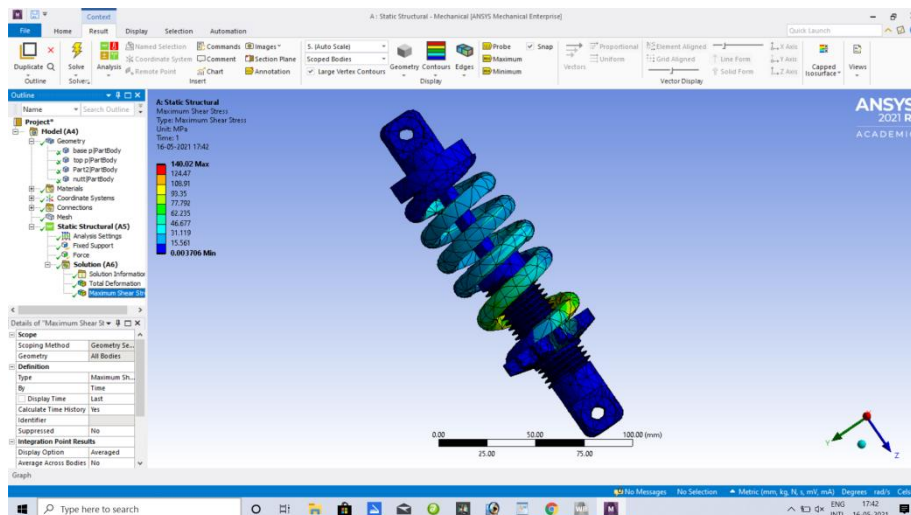 Context
A : Static Structural - Mechanical [ANSYS Mechanical Enterprise]
File Home Result Display Selection Automation
Quick Launch
Duplicate
Outline
Solve
Analysis
Named Selection
Coordinate System
Remote Point
Commands
Comment
Chart
Images
Section Plane
Annotation
Insert
5. (Auto Scale)
Scoped Bodies
Large Vertex Contours
Geometry Contours Edges
Display
Probe
Maximum
Minimum
Snap
Vectors
Proportional
Uniform
Element Aligned
Grid Aligned
Line Form
Solid Form
X Axis
Y Axis
Z Axis
Vector Display
Capped
Isosurface
Views
Outline
Name Search Outline
Project*
Model (A4)
Geometry
base p|PartBody
top p|PartBody
Part2|PartBody
nutt|PartBody
Materials
Coordinate Systems
Connections
Mesh
Static Structural (A5)
Analysis Settings
Fixed Support
Force
Solution (A6)
Solution Informatio
Total Deformation
Maximum Shear Str
Details of "Maximum Shear St
Scope
Scoping Method Geometry Se...
Geometry All Bodies
Definition
Type Maximum Sh...
By Time
Display Time Last
Calculate Time History Yes
Identifier
Suppressed No
Integration Point Results
Display Option Averaged
Average Across Bodies No
Graph
A: Static Structural
Maximum Shear Stress
Type: Maximum Shear Stress
Unit: MPa
Time: 1
16-05-2021 17:42
140.02 Max
124.47
108.91
93.35
77.792
62.235
46.677
31.119
15.561
0.003706 Min
ANSYS
2021 R
ACADEMIC
0.00 50.00 100.00 (mm)
25.00 75.00
Y
Z
No Messages No Selection Metric (mm, kg, N, s, mV, mA) Degrees rad/s Cels
Type here to search
ENG
17:42
16-05-2021